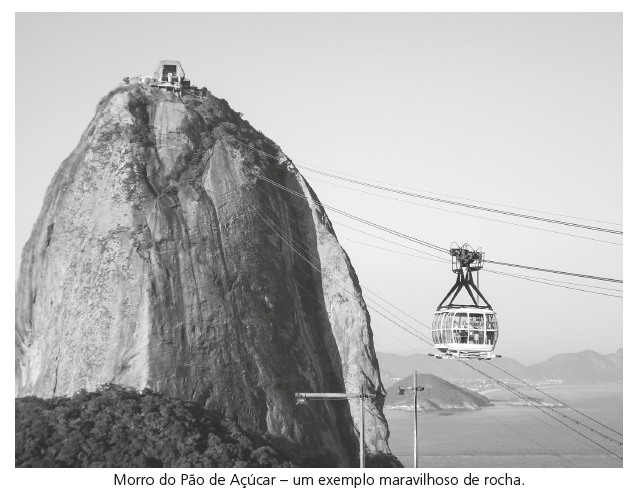 Morro do Pão de Açúcar – um exemplo maravilhoso de rocha.